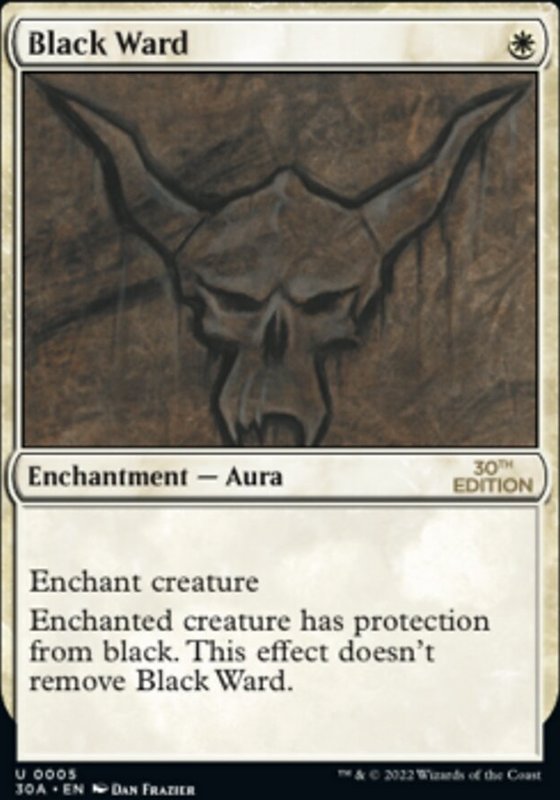 Black Ward
Enchantment — Aura
30TH
EDITION
Enchant creature
Enchanted creature has protection
from black. This effect doesn't
remove Black Ward.
U 0005
30A • EN DAN FRAZIER
™ & © 2022 Wizards of the Coast